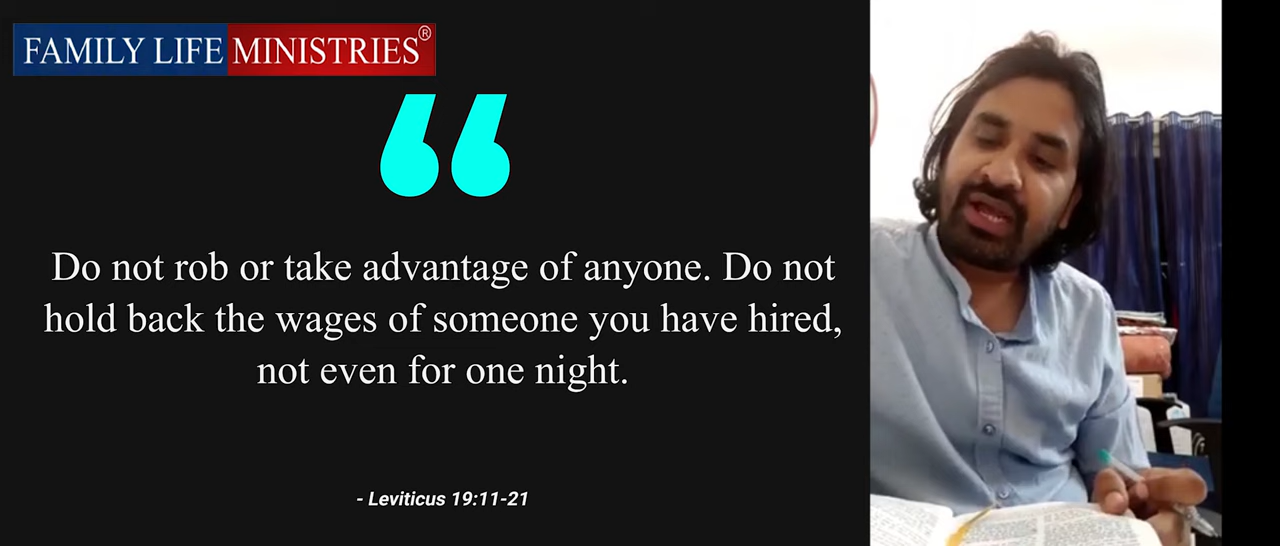 FAMILY LIFE MINISTRIES®
“
Do not rob or take advantage of anyone. Do not
hold back the wages of someone you have hired,
not even for one night.
- Leviticus 19:11-21